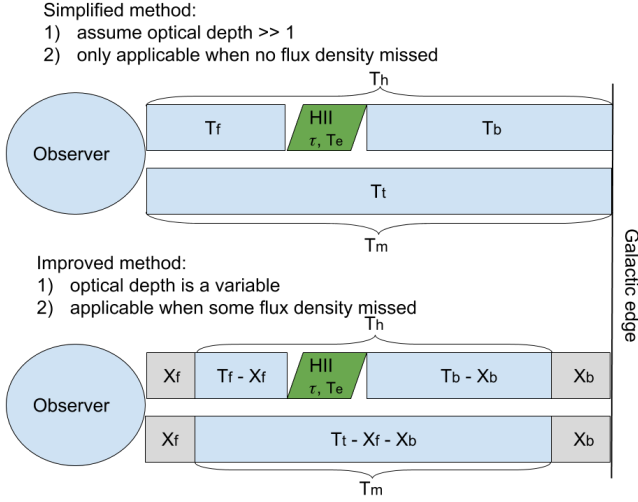 Simplified method:
1) assume optical depth >> 1
2) only applicable when no flux density missed
Th
Observer
Tf
HII
τ, Te
Tb
Tt
Tm
Galactic edge
Improved method:
1) optical depth is a variable
2) applicable when some flux density missed
Th
Observer
Xf
Tf - Xf
HII
τ, Te
Tb - Xb
Xb
Xf
Tt - Xf - Xb
Xb
Tm